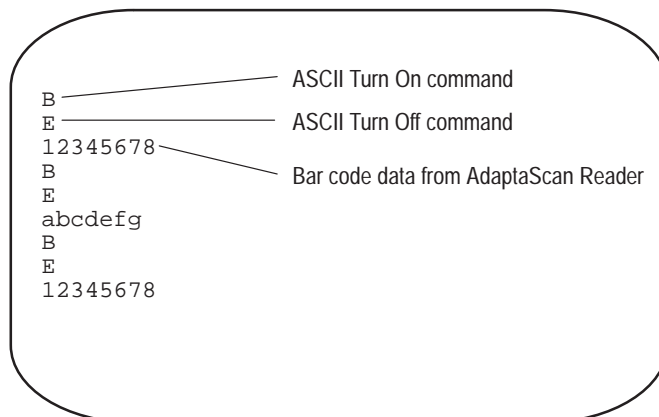 B
ASCII Turn On command
E
ASCII Turn Off command
12345678
Bar code data from AdaptaScan Reader
B
E
abcdefg
B
E
12345678